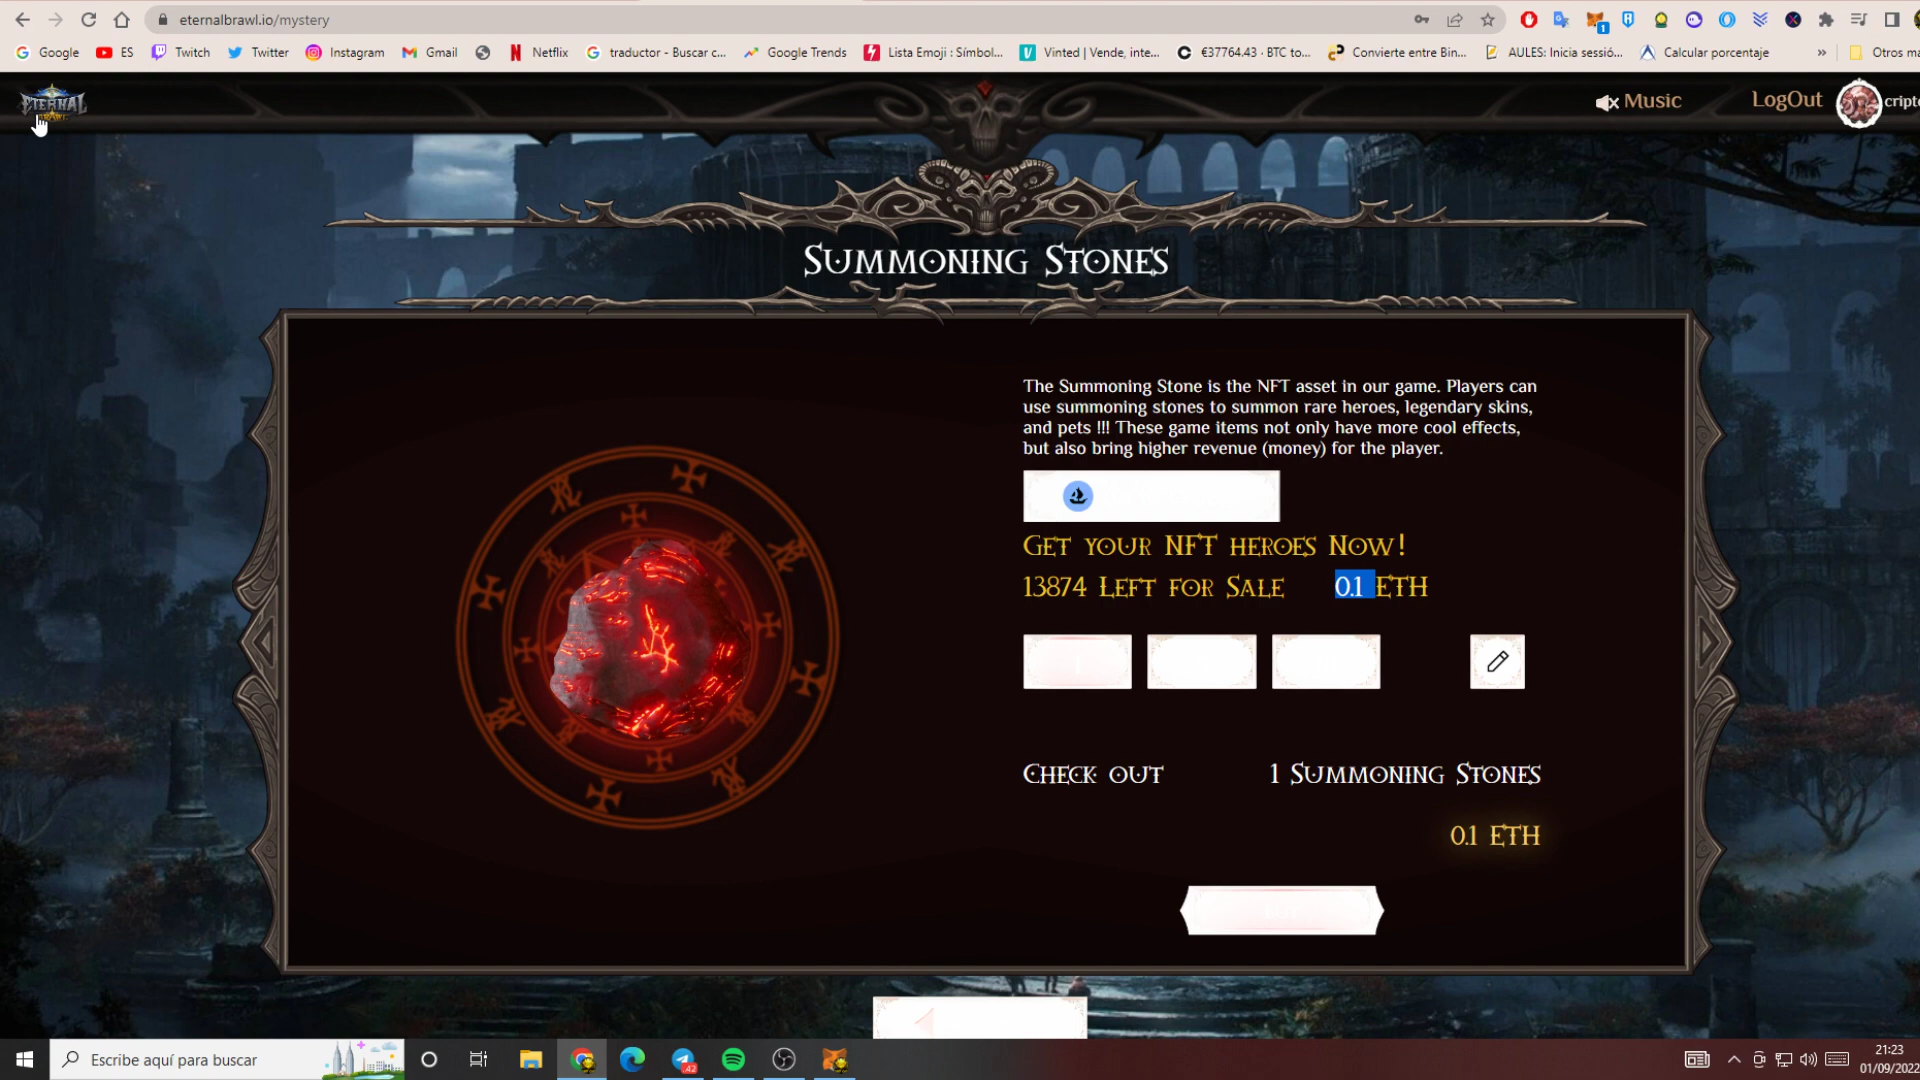 eternalbrawl.io/mystery
1
Google
ES
Twitch
Twitter
Instagram
Gmail
Netflix
traductor - Buscar c...
Google Trends
Lista Emoji : Símbol...
Vinted | Vende, inte...
€37764.43 · BTC to...
Convierte entre Bin...
AULES: Inicia sessió...
Calcular porcentaje
»
Otros ma
ETERNAL
BRAWL
Music
LogOut
cripto
Summoning Stones
The Summoning Stone is the NFT asset in our game. Players can
use summoning stones to summon rare heroes, legendary skins,
and pets !!! These game items not only have more cool effects,
but also bring higher revenue (money) for the player.
Get your NFT heroes Now!
13874 Left for Sale 0.1 ETH
Check out 1 Summoning Stones
0.1 ETH
Escribe aquí para buscar
42
21:23
01/09/2022